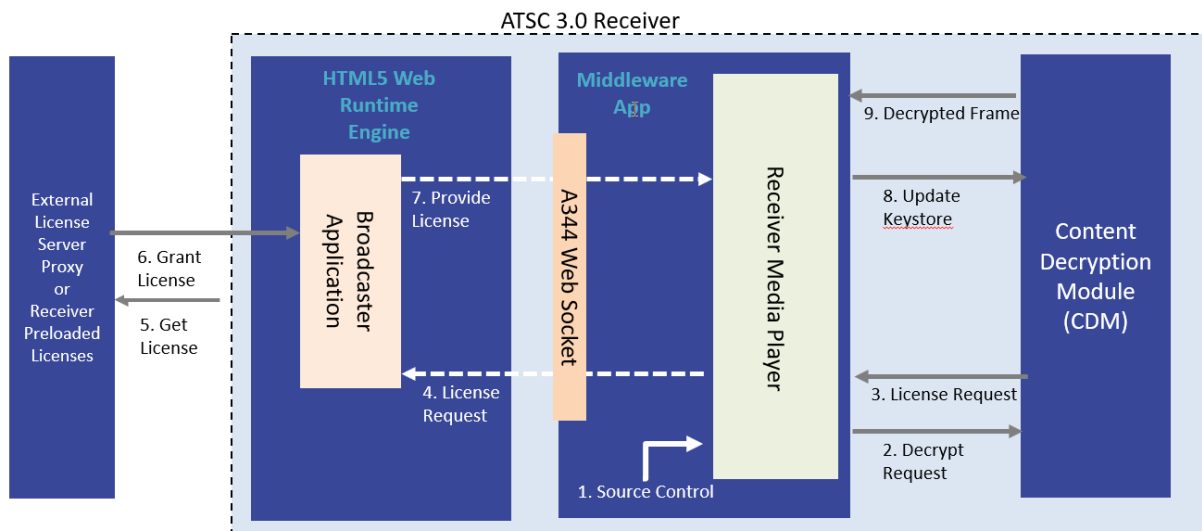 ATSC 3.0 Receiver
External
License
Server
Proxy
or
Receiver
Preloaded
Licenses
6. Grant
License
5. Get
License
HTML5 Web
Runtime
Engine
Broadcaster
Application
7. Provide
License
4. License
Request
Middleware
App
A344 Web Socket
Receiver Media Player
1. Source Control
9. Decrypted Frame
8. Update
Keystore
3. License Request
2. Decrypt
Request
Content
Decryption
Module
(CDM)